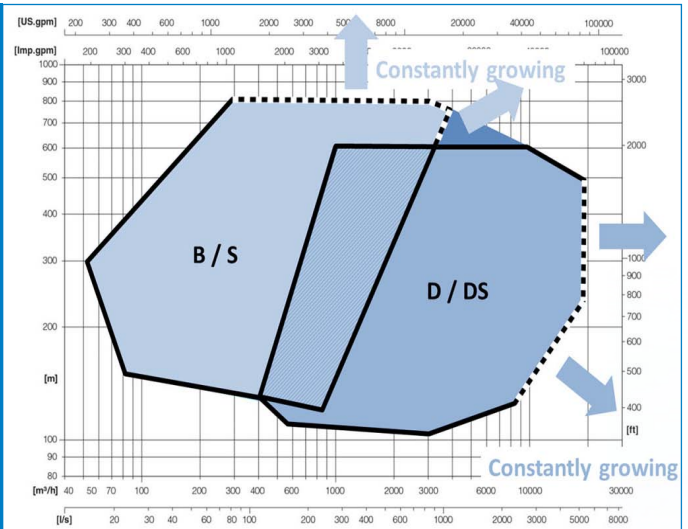 [US.gpm] 200 300 400 600 1000 2000 3000 5000 8000 20000 40000 100000
[Imp.gpm] 200 300 400 600 1000 2000 3000 100000
Constantly growing
1000
900
800
700
600
500
400
300
200
[m]
100
90
80
3000
2000
1000
900
800
700
600
500
400
[ft]
B / S
D / DS
Constantly growing
[m³/h] 40 50 70 100 200 300 400 600 1000 2000 3000 6000 10000 30000
[l/s] 20 30 40 60 80 100 200 300 400 600 1000 2000 3000 5000 8000